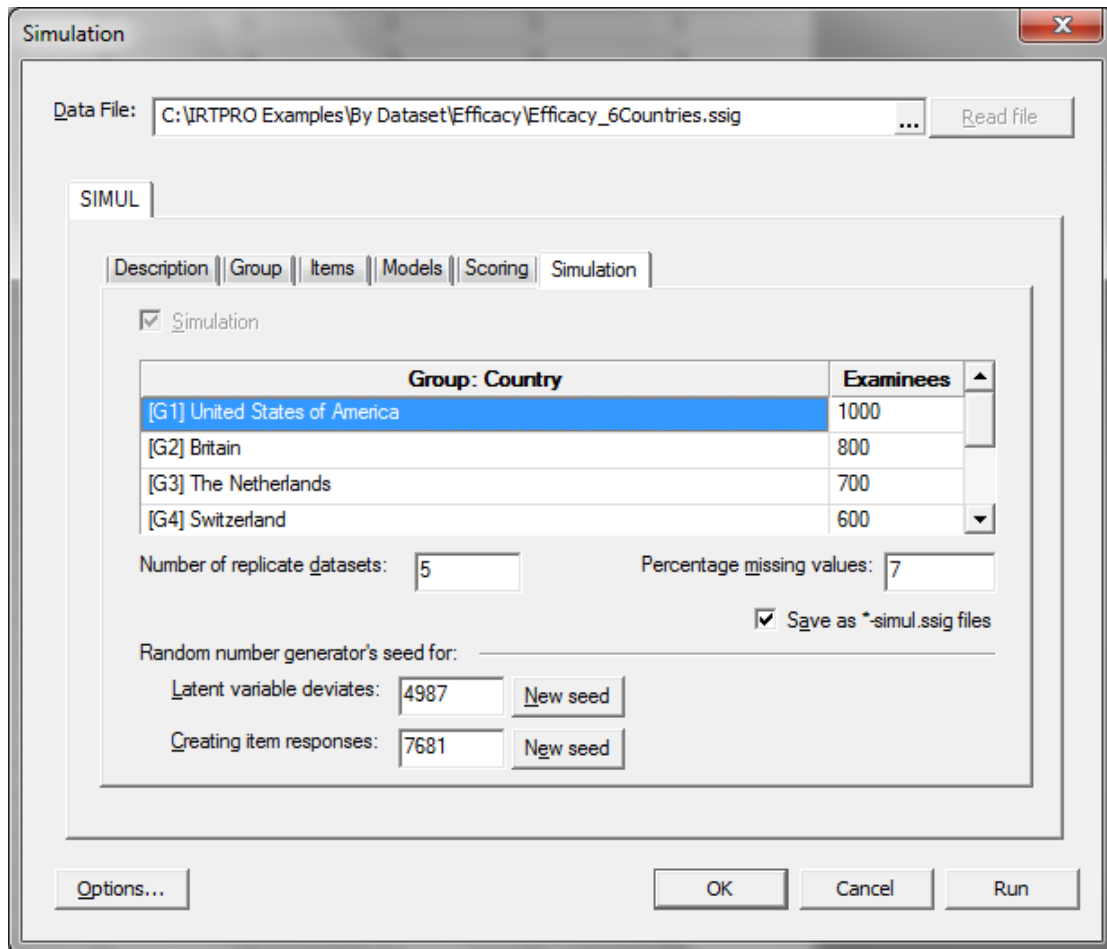 Simulation
Data File: C:\IRTPRO Examples\By Dataset\Efficacy\Efficacy_6Countries.ssig ... Read file
SIMUL
Description Group Items Models Scoring Simulation
Simulation
Group: Country Examinees
[G1] United States of America 1000
[G2] Britain 800
[G3] The Netherlands 700
[G4] Switzerland 600
Number of replicate datasets: 5 Percentage missing values: 7
Save as *-simul.ssig files
Random number generator's seed for:
Latent variable deviates: 4987 New seed
Creating item responses: 7681 New seed
Options... OK Cancel Run